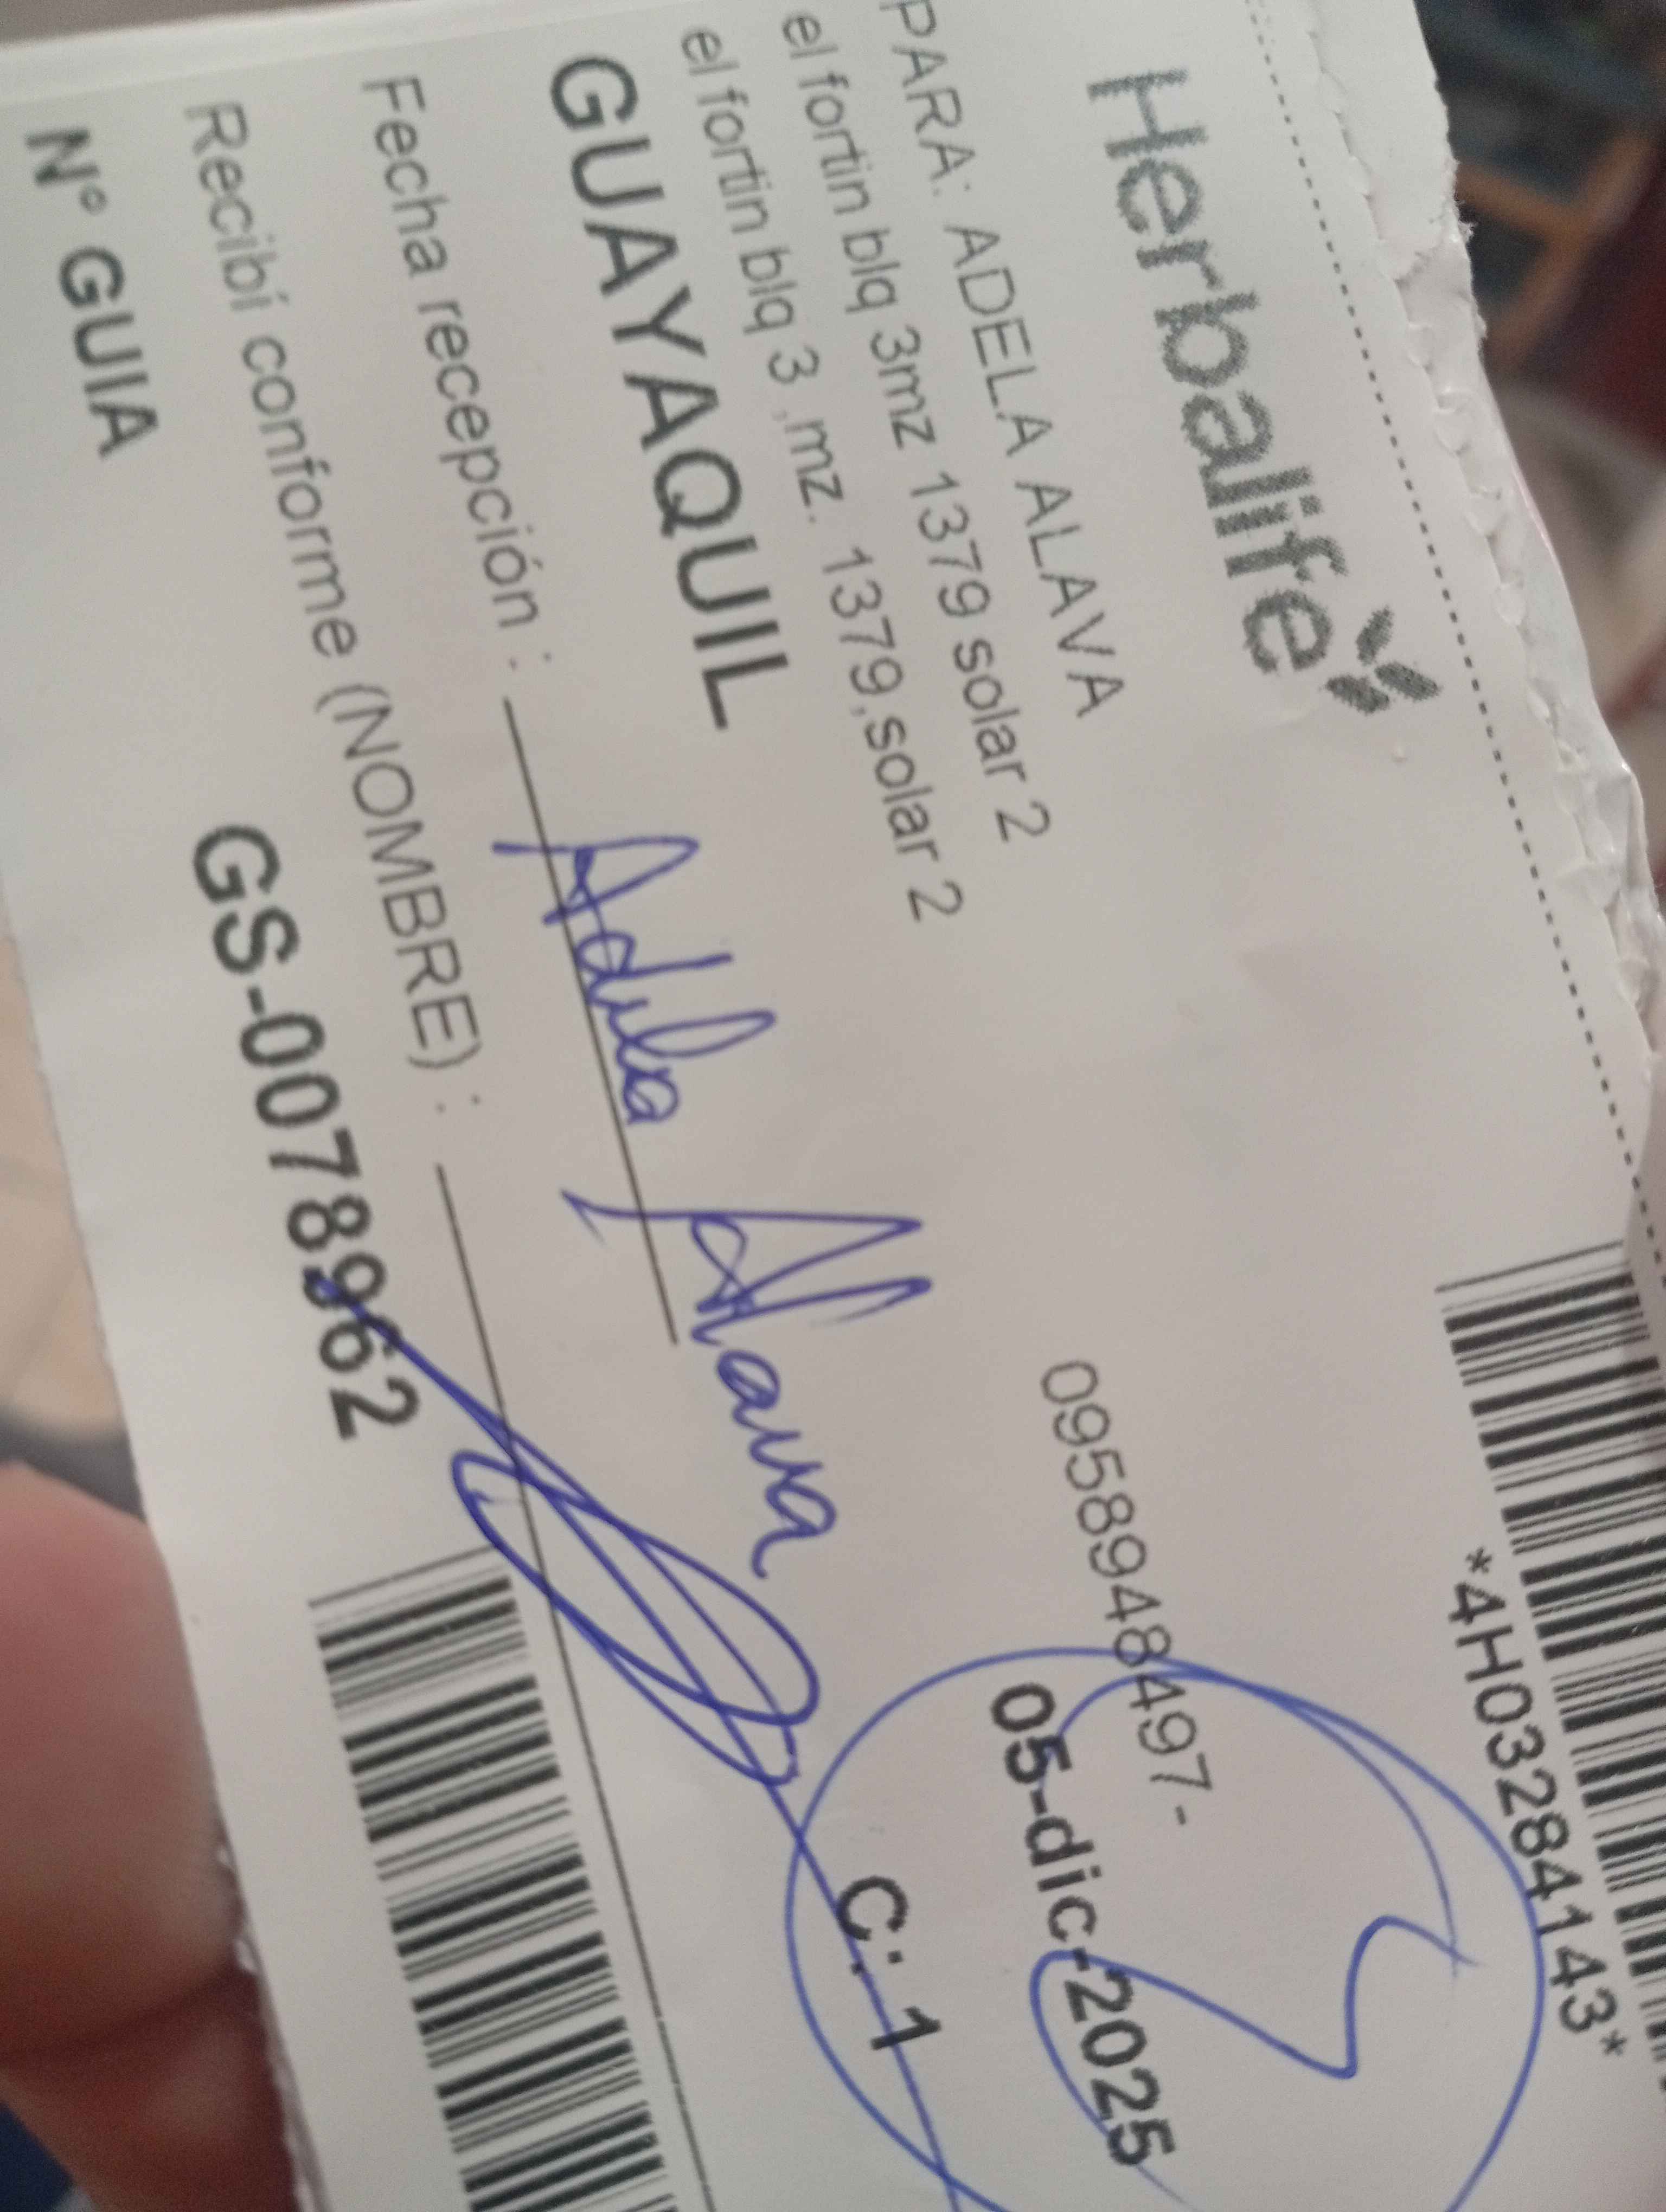 Herbalife
*4H03284143*
PARA: ADELA ALAVA
el fortin blq 3mz 1379 solar 2
0958948497-
el fortin blq 3 ,mz. 1379,solar 2
05-dic-2025
GUAYAQUIL
C: 1
Fecha recepción :
Adela Alava
Recibí conforme (NOMBRE) :
N° GUIA
GS-0078962